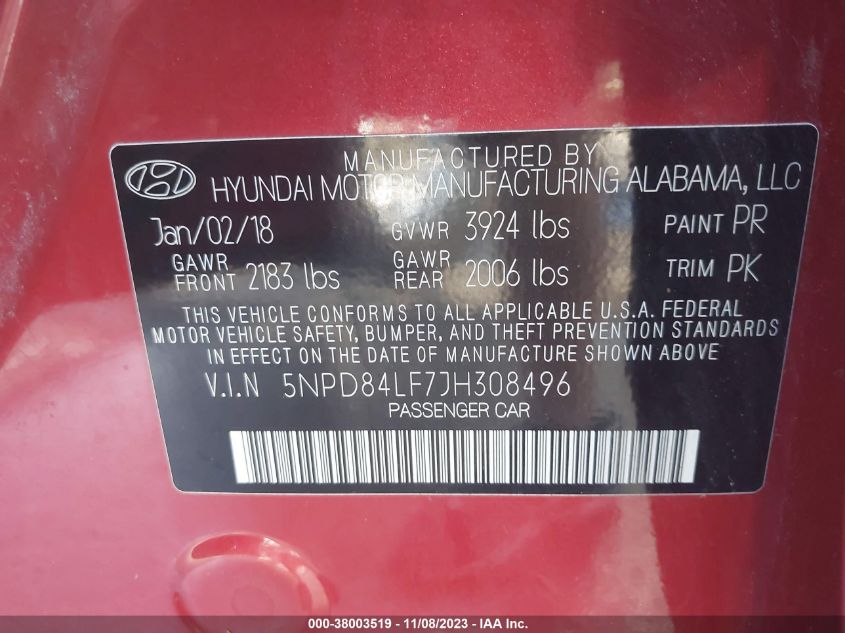 MANUFACTURED BY
HYUNDAI MOTOR MANUFACTURING ALABAMA, LLC
Jan/02/18 GVWR 3924 lbs PAINT PR
GAWR FRONT 2183 lbs GAWR REAR 2006 lbs TRIM PK
THIS VEHICLE CONFORMS TO ALL APPLICABLE U.S.A. FEDERAL
MOTOR VEHICLE SAFETY, BUMPER, AND THEFT PREVENTION STANDARDS
IN EFFECT ON THE DATE OF MANUFACTURE SHOWN ABOVE
V.I.N 5NPD84LF7JH308496
PASSENGER CAR
000-38003519 - 11/08/2023 - IAA Inc.